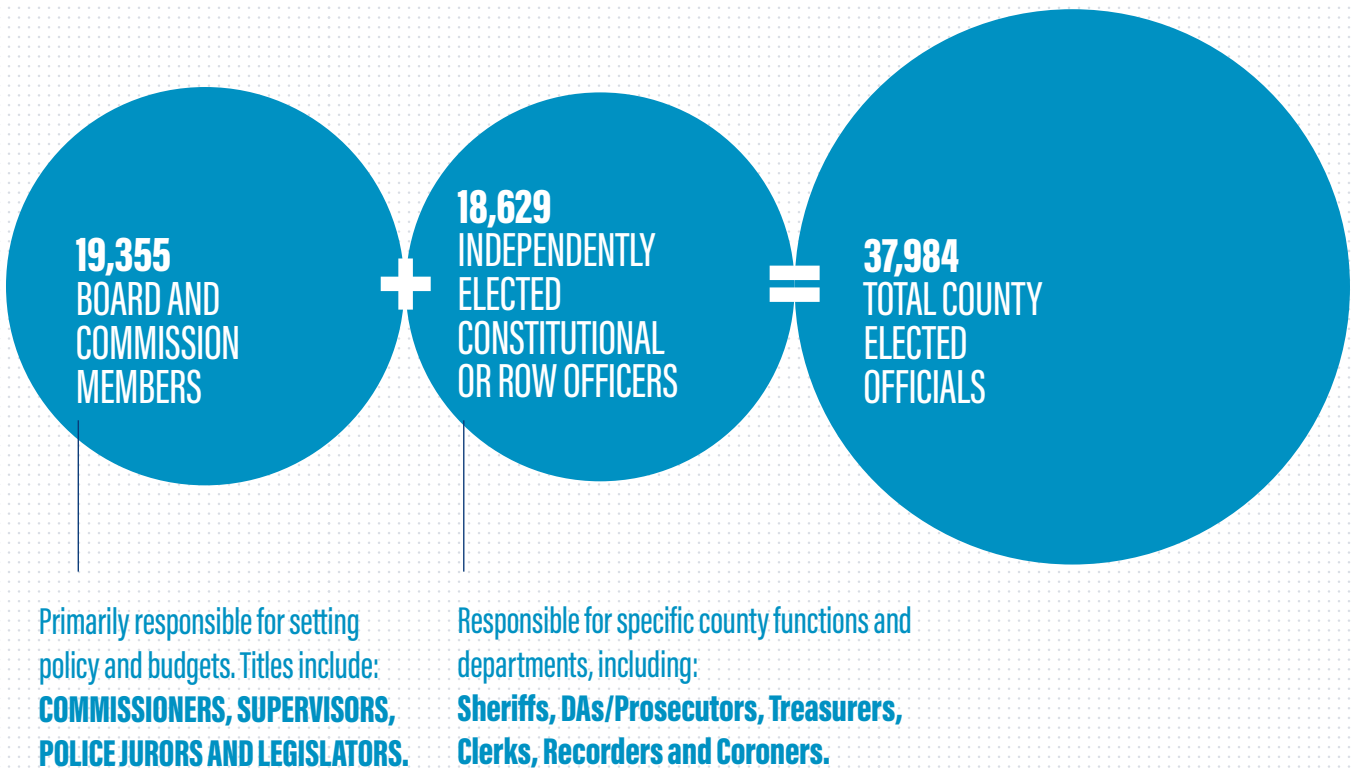 19,355
BOARD AND
COMMISSION
MEMBERS
+
18,629
INDEPENDENTLY
ELECTED
CONSTITUTIONAL
OR ROW OFFICERS
=
37,984
TOTAL COUNTY
ELECTED
OFFICIALS
Primarily responsible for setting
policy and budgets. Titles include:
COMMISSIONERS, SUPERVISORS,
POLICE JURORS AND LEGISLATORS.
Responsible for specific county functions and
departments, including:
Sheriffs, DAs/Prosecutors, Treasurers,
Clerks, Recorders and Coroners.